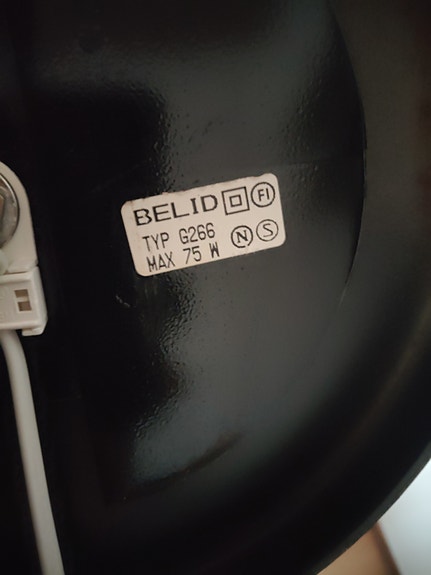 BELID FI
TYP G266 N S
MAX 75 W